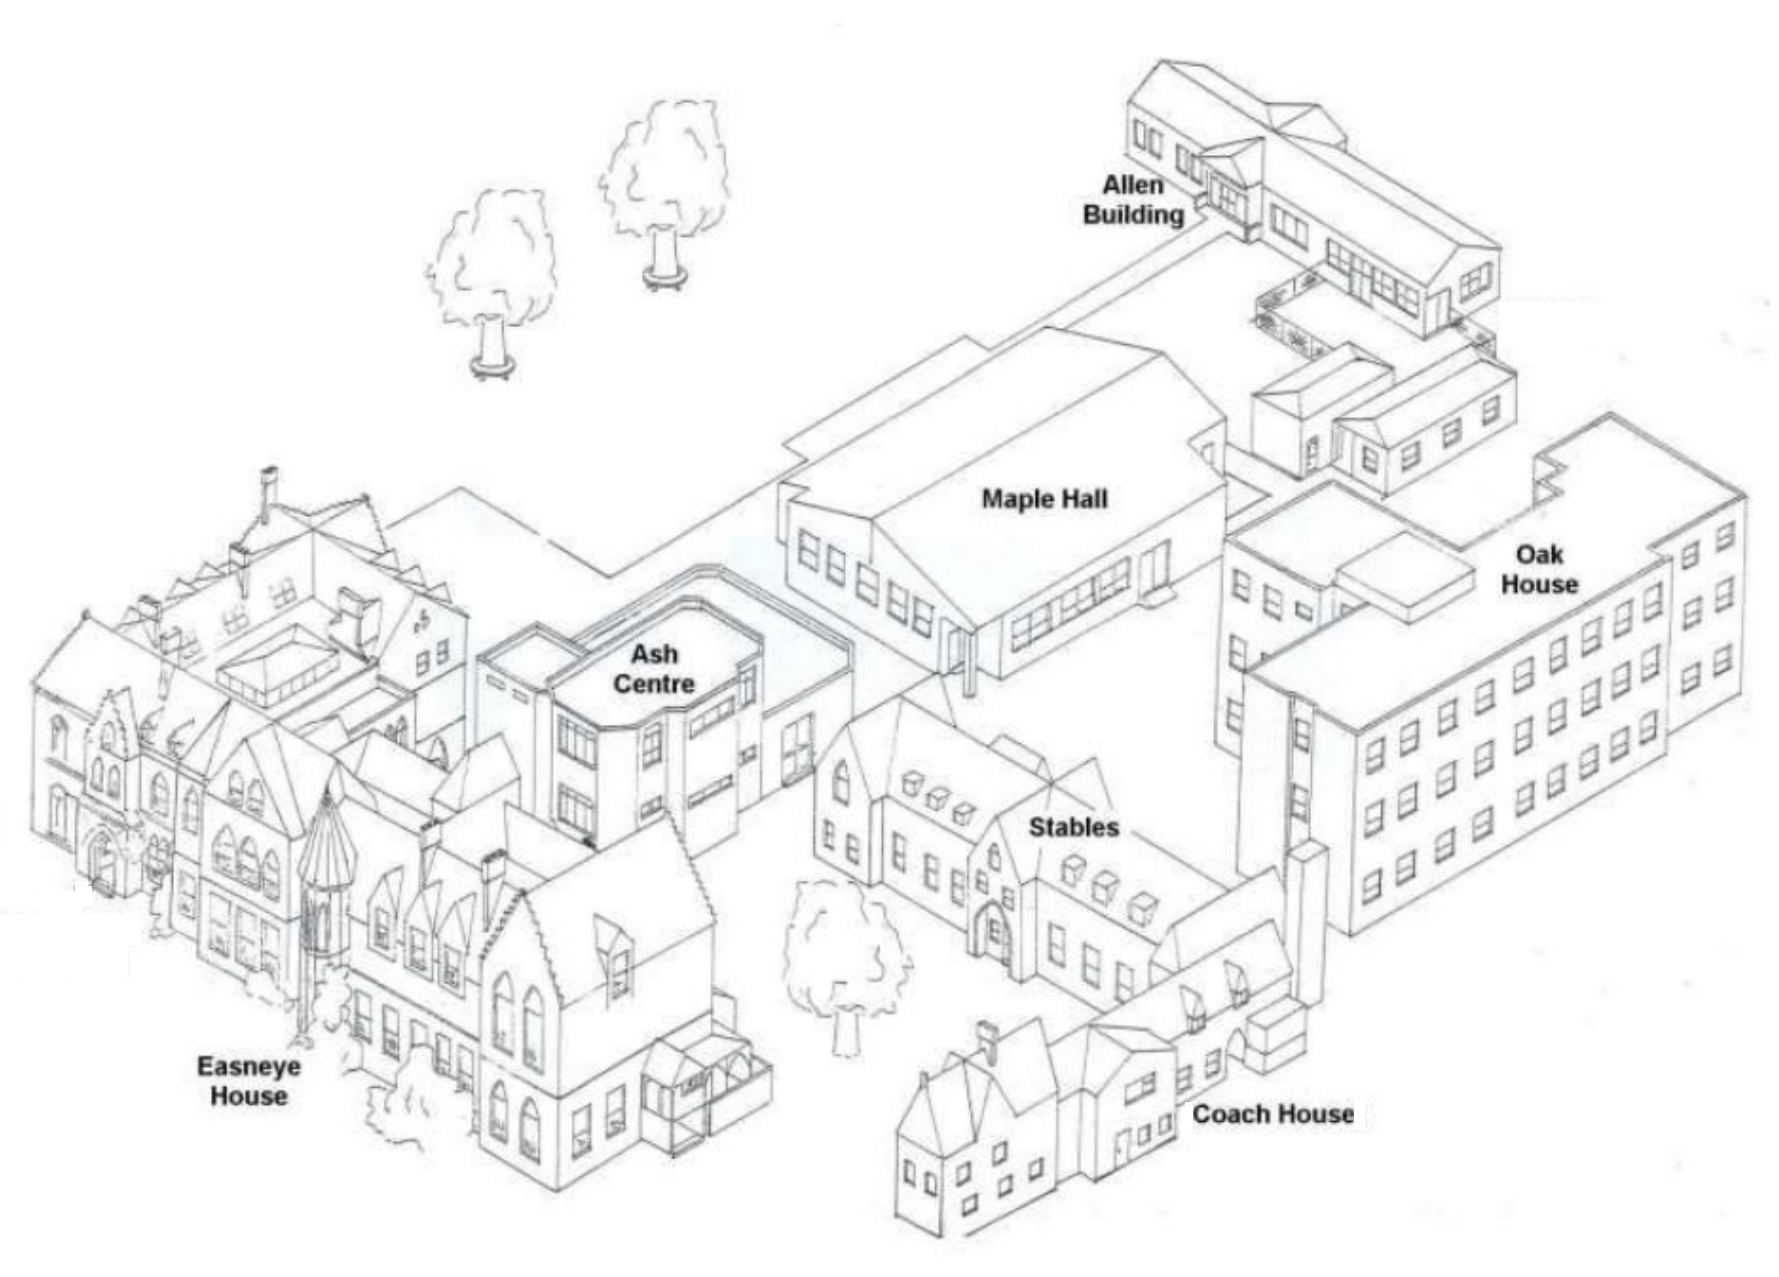 Allen
Building
Maple Hall
Oak
House
Ash
Centre
Stables
Easneye
House
Coach House